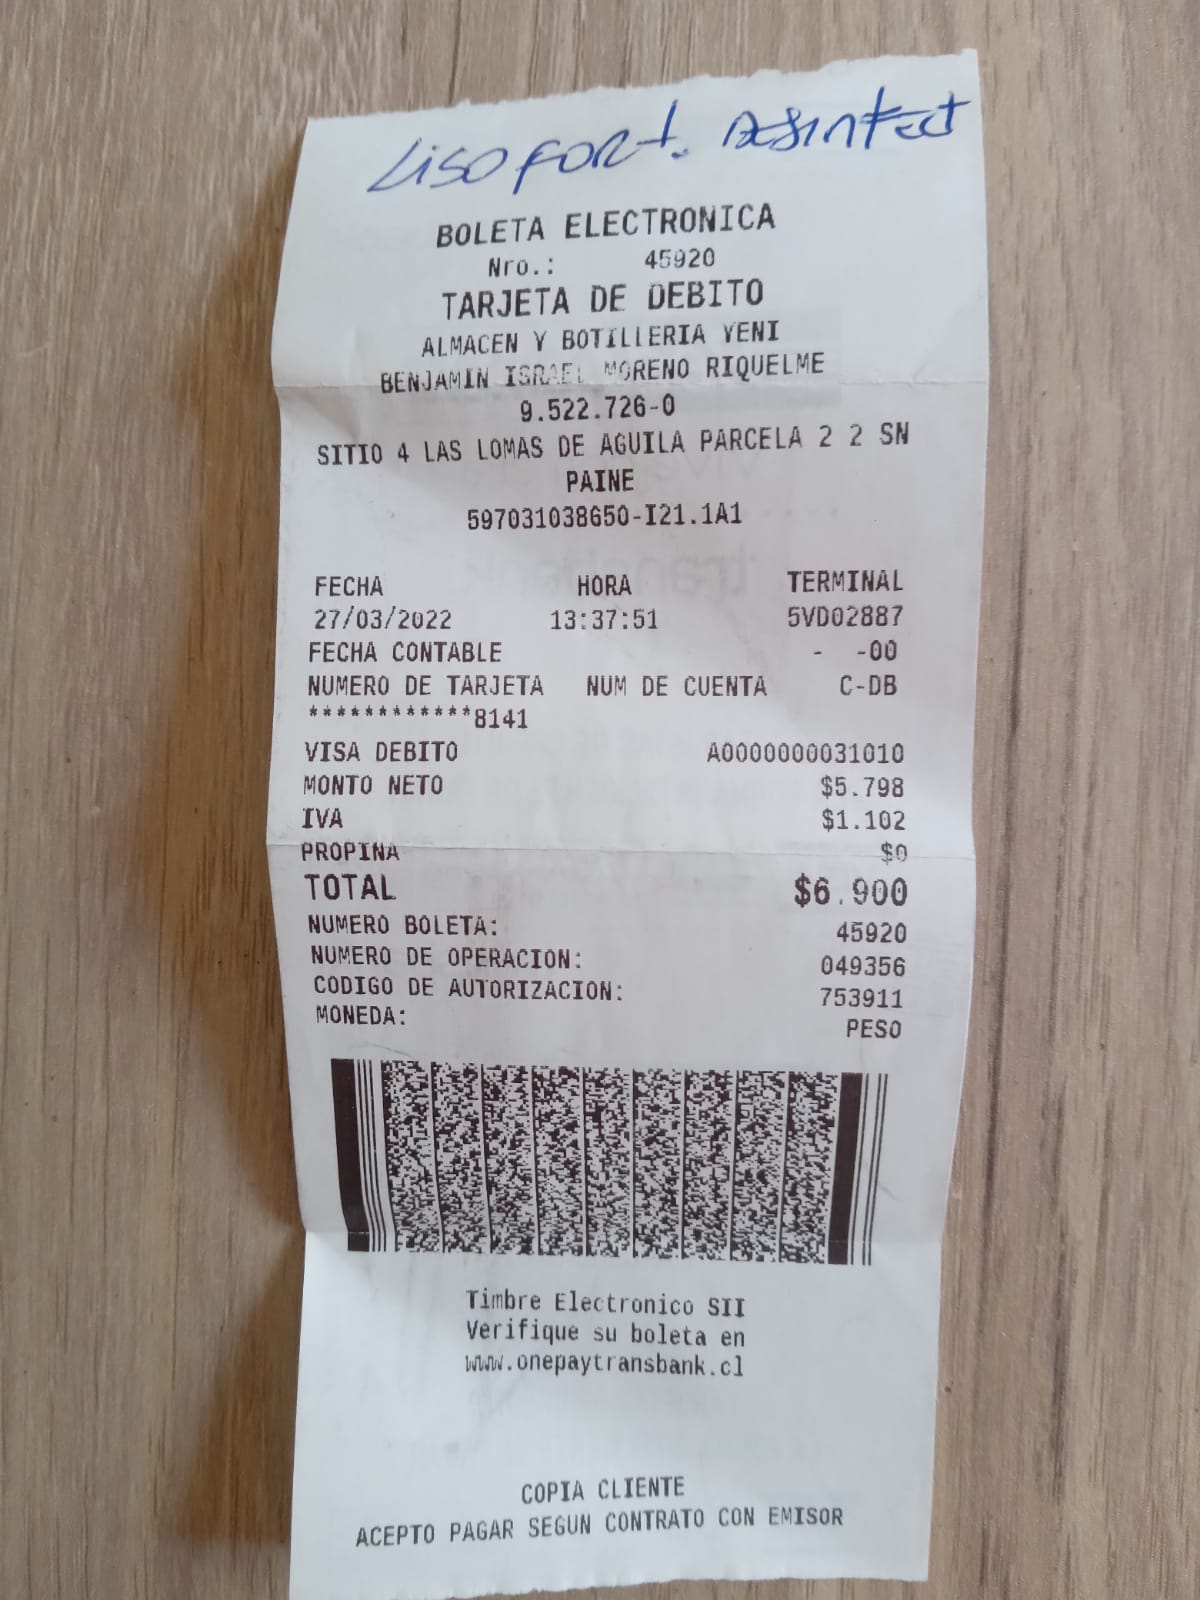 Lisofort. Desinfect
BOLETA ELECTRONICA
Nro.: 45920
TARJETA DE DEBITO
ALMACEN Y BOTILLERIA YENI
BENJAMIN ISRAEL MORENO RIQUELME
9.522.726-0
SITIO 4 LAS LOMAS DE AGUILA PARCELA 2 2 SN
PAINE
597031038650-I21.1A1
FECHA HORA TERMINAL
27/03/2022 13:37:51 5VD02887
FECHA CONTABLE - -00
NUMERO DE TARJETA NUM DE CUENTA C-DB
************8141
VISA DEBITO A0000000031010
MONTO NETO $5.798
IVA $1.102
PROPINA $0
TOTAL $6.900
NUMERO BOLETA: 45920
NUMERO DE OPERACION: 049356
CODIGO DE AUTORIZACION: 753911
MONEDA: PESO
Timbre Electronico SII
Verifique su boleta en
www.onepaytransbank.cl
COPIA CLIENTE
ACEPTO PAGAR SEGUN CONTRATO CON EMISOR